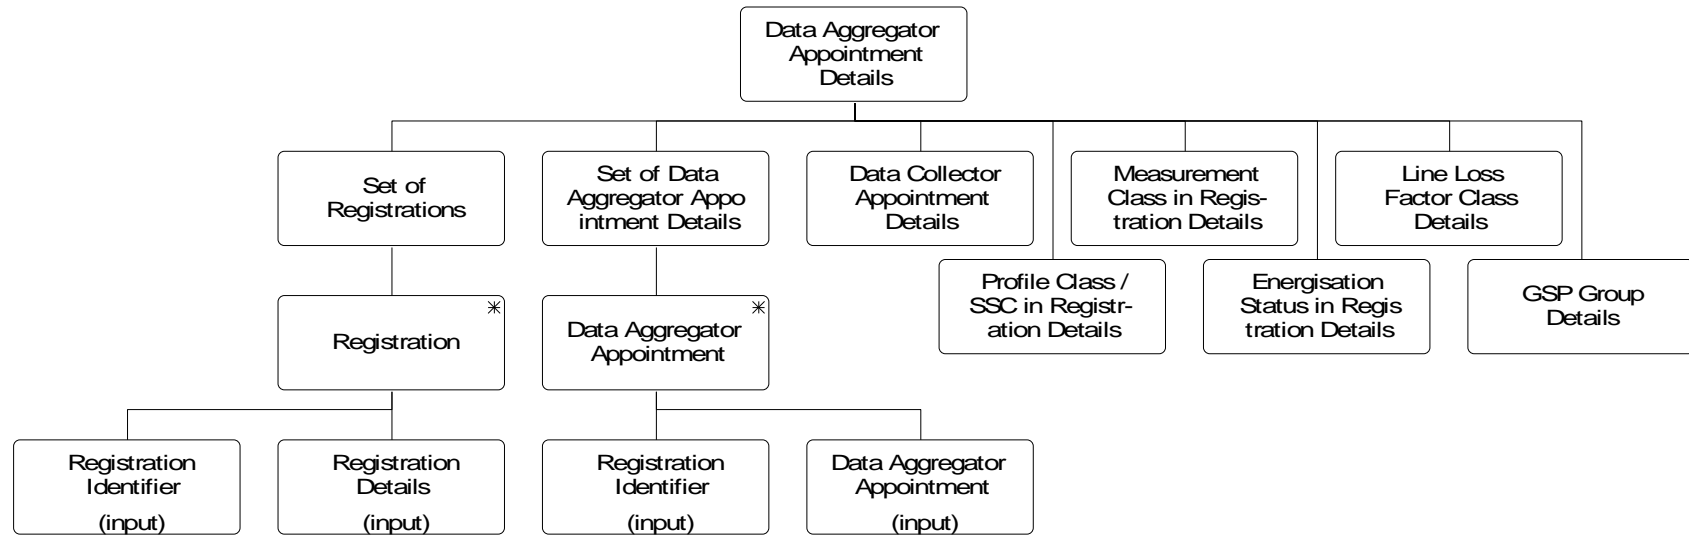 Data Aggregator
Appointment
Details
Set of
Registrations
Set of Data
Aggregator Appo
intment Details
Data Collector
Appointment
Details
Measurement
Class in Regis-
tration Details
Line Loss
Factor Class
Details
Profile Class /
SSC in Registr-
ation Details
Energisation
Status in Regis
tration Details
GSP Group
Details
*
Registration
*
Data Aggregator
Appointment
Registration
Identifier
(input)
Registration
Details
(input)
Registration
Identifier
(input)
Data Aggregator
Appointment
(input)